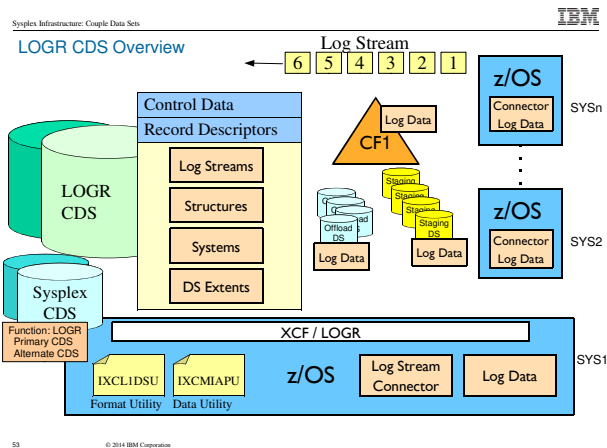 Sysplex Infrastructure: Couple Data Sets
IBM
LOGR CDS Overview
Log Stream
6 5 4 3 2 1
z/OS
Connector
Log Data
SYSn
Control Data
Record Descriptors
Log Streams
Structures
Systems
DS Extents
Log Data
CF1
LOGR
CDS
Staging
Staging
DS
Offload
DS
Log Data
Log Data
z/OS
Connector
Log Data
SYS2
Sysplex
CDS
Function: LOGR
Primary CDS
Alternate CDS
XCF / LOGR
SYS1
IXCL1DSU
Format Utility
IXCMIAPU
Data Utility
z/OS
Log Stream
Connector
Log Data
53
© 2014 IBM Corporation